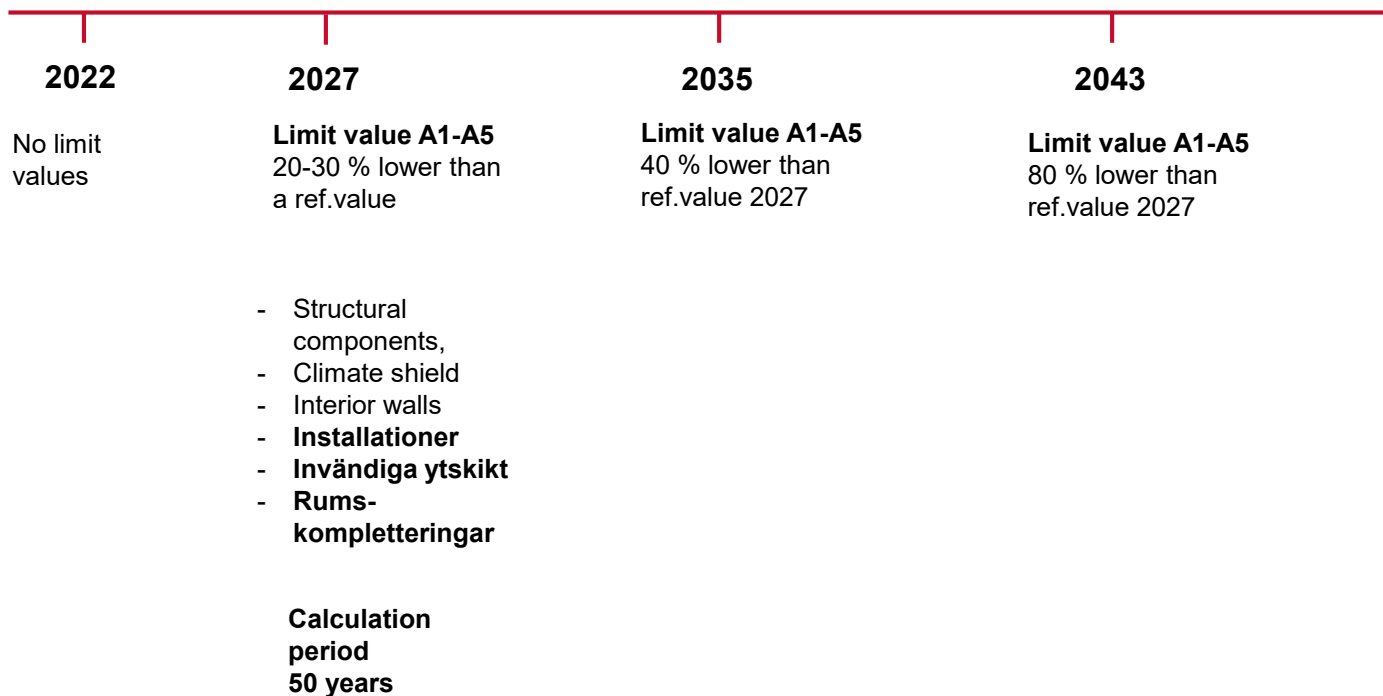 2022
No limit
values
2027
Limit value A1-A5
20-30 % lower than
a ref.value
- Structural
components,
- Climate shield
- Interior walls
- Installationer
- Invändiga ytskikt
- Rums-
kompletteringar
Calculation
period
50 years
2035
Limit value A1-A5
40 % lower than
ref.value 2027
2043
Limit value A1-A5
80 % lower than
ref.value 2027